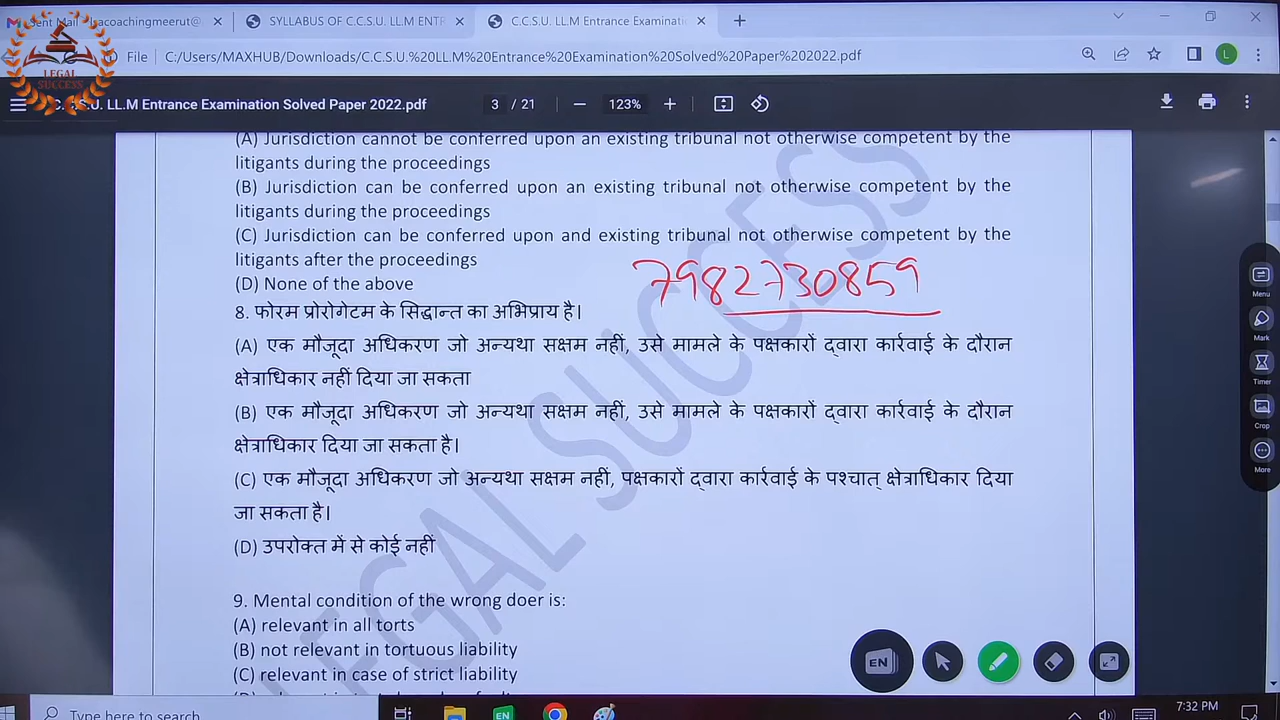 Sent Mail - lsacoachingmeerut@
SYLLABUS OF C.C.S.U. LL.M ENTR
C.C.S.U. LL.M Entrance Examinati
LEGAL
SUCCESS
File
C:/Users/MAXHUB/Downloads/C.C.S.U.%20LL.M%20Entrance%20Examination%20Solved%20Paper%202022.pdf
L
C.C.S.U. LL.M Entrance Examination Solved Paper 2022.pdf
3 / 21
123%
(A) Jurisdiction cannot be conferred upon an existing tribunal not otherwise competent by the
litigants during the proceedings
(B) Jurisdiction can be conferred upon an existing tribunal not otherwise competent by the
litigants during the proceedings
(C) Jurisdiction can be conferred upon and existing tribunal not otherwise competent by the
litigants after the proceedings
(D) None of the above
7982730859
8. फोरम प्रोरोगेटम के सिद्धान्त का अभिप्राय है।
(A) एक मौजूदा अधिकरण जो अन्यथा सक्षम नहीं, उसे मामले के पक्षकारों द्वारा कार्रवाई के दौरान
क्षेत्राधिकार नहीं दिया जा सकता
(B) एक मौजूदा अधिकरण जो अन्यथा सक्षम नहीं, उसे मामले के पक्षकारों द्वारा कार्रवाई के दौरान
क्षेत्राधिकार दिया जा सकता है।
(C) एक मौजूदा अधिकरण जो अन्यथा सक्षम नहीं, पक्षकारों द्वारा कार्रवाई के पश्चात् क्षेत्राधिकार दिया
जा सकता है।
(D) उपरोक्त में से कोई नहीं
9. Mental condition of the wrong doer is:
(A) relevant in all torts
(B) not relevant in tortuous liability
(C) relevant in case of strict liability
LEGAL SUCCESS
Menu
Mark
Timer
Crop
More
EN
Type here to search
EN
7:32 PM